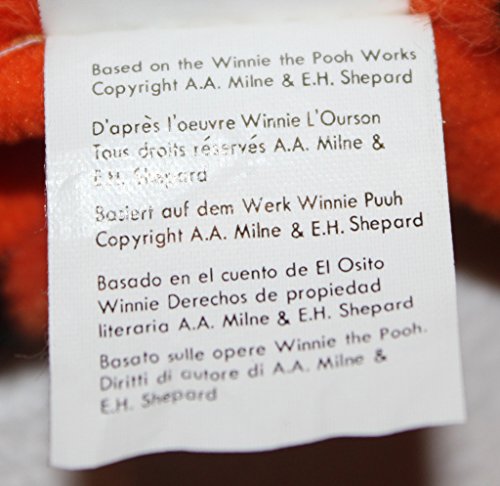 Based on the Winnie the Pooh Works
Copyright A.A. Milne & E.H. Shepard
D'après l'oeuvre Winnie L'Ourson
Tous droits réservés A.A. Milne &
E.H. Shepard
Basiert auf dem Werk Winnie Puuh
Copyright A.A. Milne & E.H. Shepard
Basado en el cuento de El Osito
Winnie Derechos de propiedad
literaria A.A. Milne & E.H. Shepard
Basato sulle opere Winnie the Pooh.
Diritti di autore di A.A. Milne &
E.H. Shepard